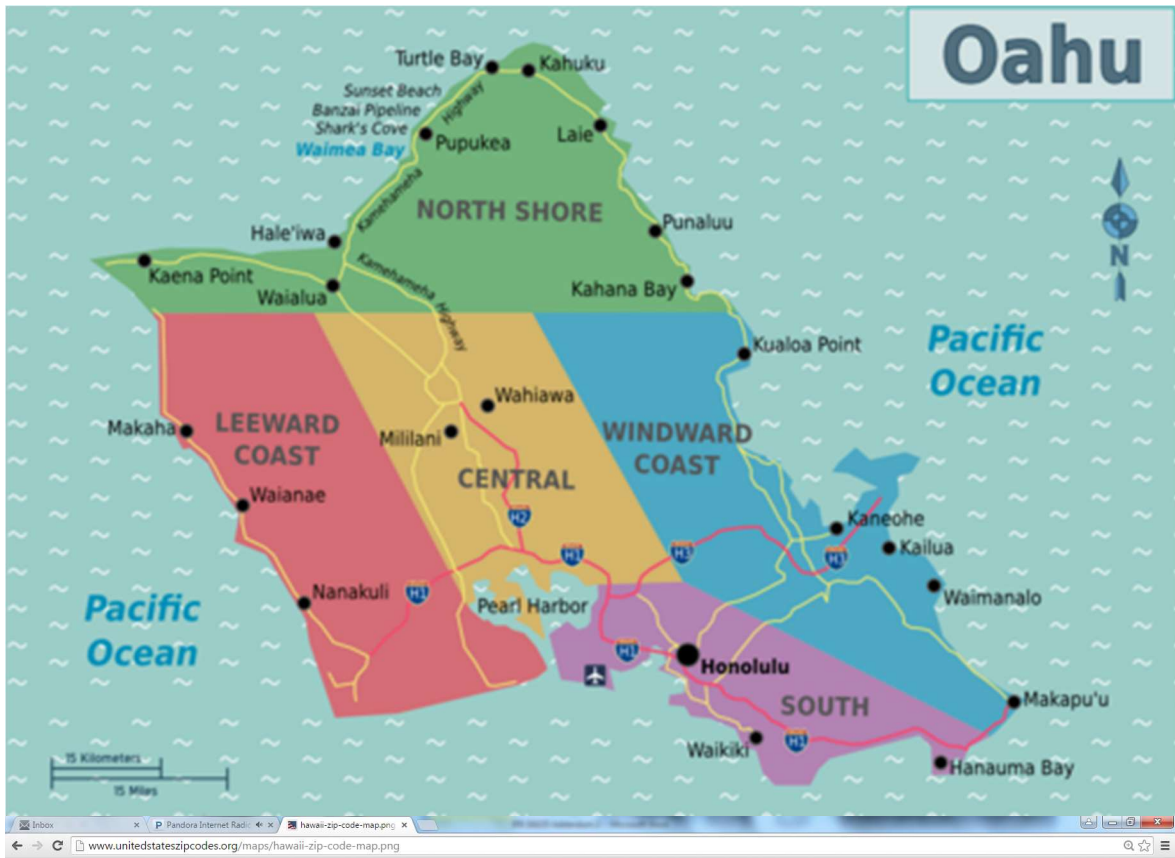 Oahu
Turtle Bay
Kahuku
Sunset Beach
Banzai Pipeline
Shark's Cove
Waimea Bay
Highway
Pupukea
Laie
Kamehameha
NORTH SHORE
Punaluu
Hale'iwa
N
Kaena Point
Waialua
Kamehameha Highway
Kahana Bay
Kualoa Point
Pacific
Ocean
Wahiawa
Makaha
LEEWARD
COAST
Mililani
WINDWARD
COAST
CENTRAL
Waianae
H2
Kaneohe
H1
H3
H3
Kailua
Nanakuli
H1
Pearl Harbor
Waimanalo
Pacific
Ocean
H1
Honolulu
SOUTH
Makapu'u
Waikiki
H1
Hanauma Bay
15 Kilometers
15 Miles
Inbox
Pandora Internet Radi
hawaii-zip-code-map.png
www.unitedstateszipcodes.org/maps/hawaii-zip-code-map.png